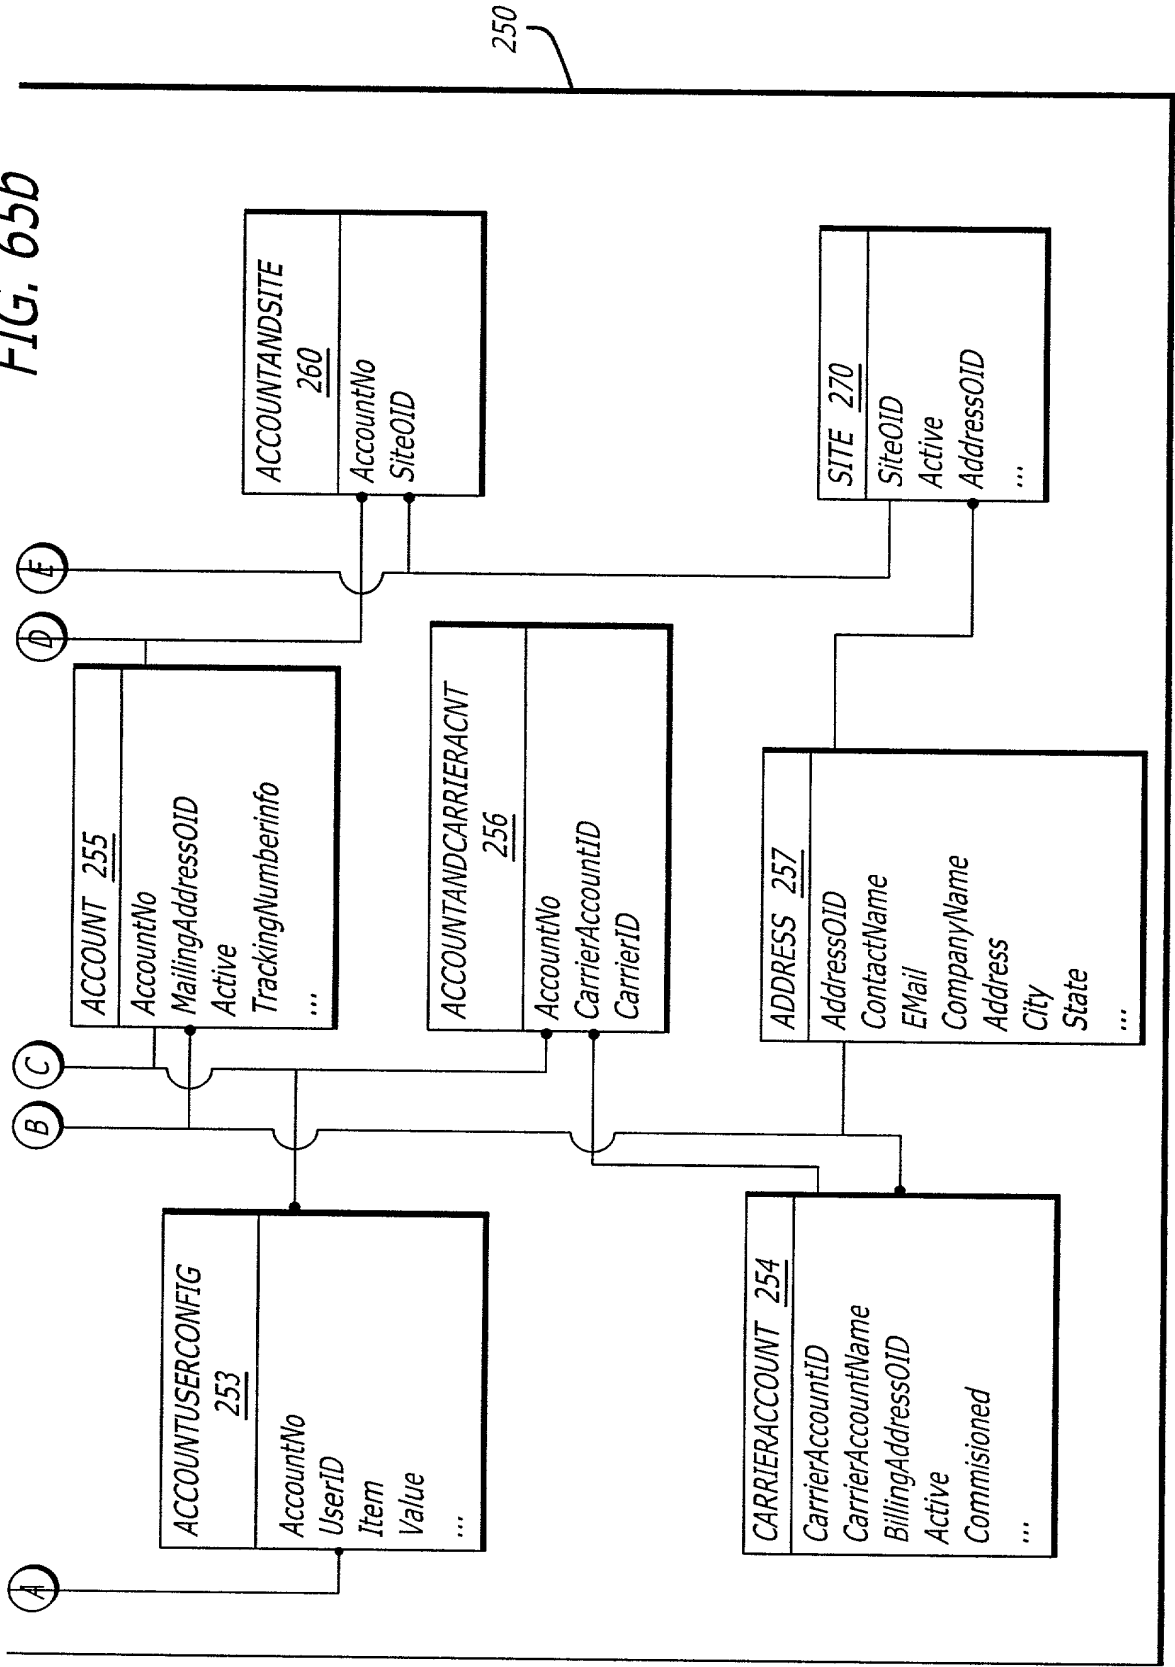 FIG. 65b
250
A
B
C
D
E
ACCOUNTUSERCONFIG
253
AccountNo
UserID
Item
Value
...
ACCOUNT 255
AccountNo
MailingAddressOID
Active
TrackingNumberinfo
...
ACCOUNTANDSITE
260
AccountNo
SiteOID
ACCOUNTANDCARRIERACNT
256
AccountNo
CarrierAccountID
CarrierID
CARRIERACCOUNT 254
CarrierAccountID
CarrierAccountName
BillingAddressOID
Active
Commisioned
...
ADDRESS 257
AddressOID
ContactName
EMail
CompanyName
Address
City
State
...
SITE 270
SiteOID
Active
AddressOID
...